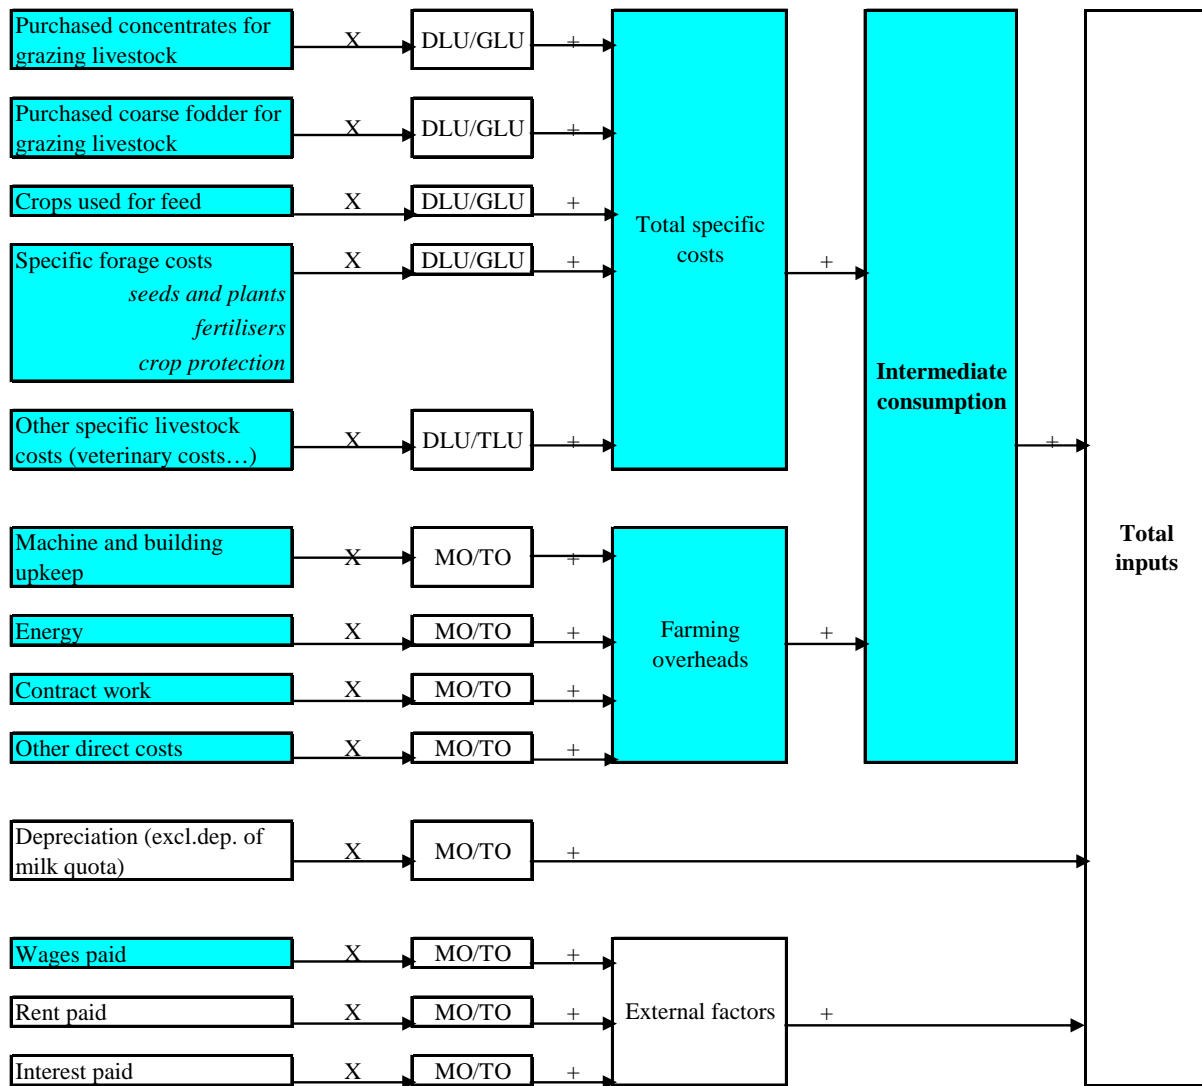 Purchased concentrates for
grazing livestock
X
DLU/GLU
+
Purchased coarse fodder for
grazing livestock
X
DLU/GLU
+
Crops used for feed
X
DLU/GLU
+
Specific forage costs
seeds and plants
fertilisers
crop protection
X
DLU/GLU
+
Other specific livestock
costs (veterinary costs…)
X
DLU/TLU
+
Total specific
costs
+
Machine and building
upkeep
X
MO/TO
+
Energy
X
MO/TO
+
Contract work
X
MO/TO
+
Other direct costs
X
MO/TO
+
Farming
overheads
+
Intermediate
consumption
+
Depreciation (excl.dep. of
milk quota)
X
MO/TO
+
Wages paid
X
MO/TO
+
Rent paid
X
MO/TO
+
Interest paid
X
MO/TO
+
External factors
+
Total
inputs